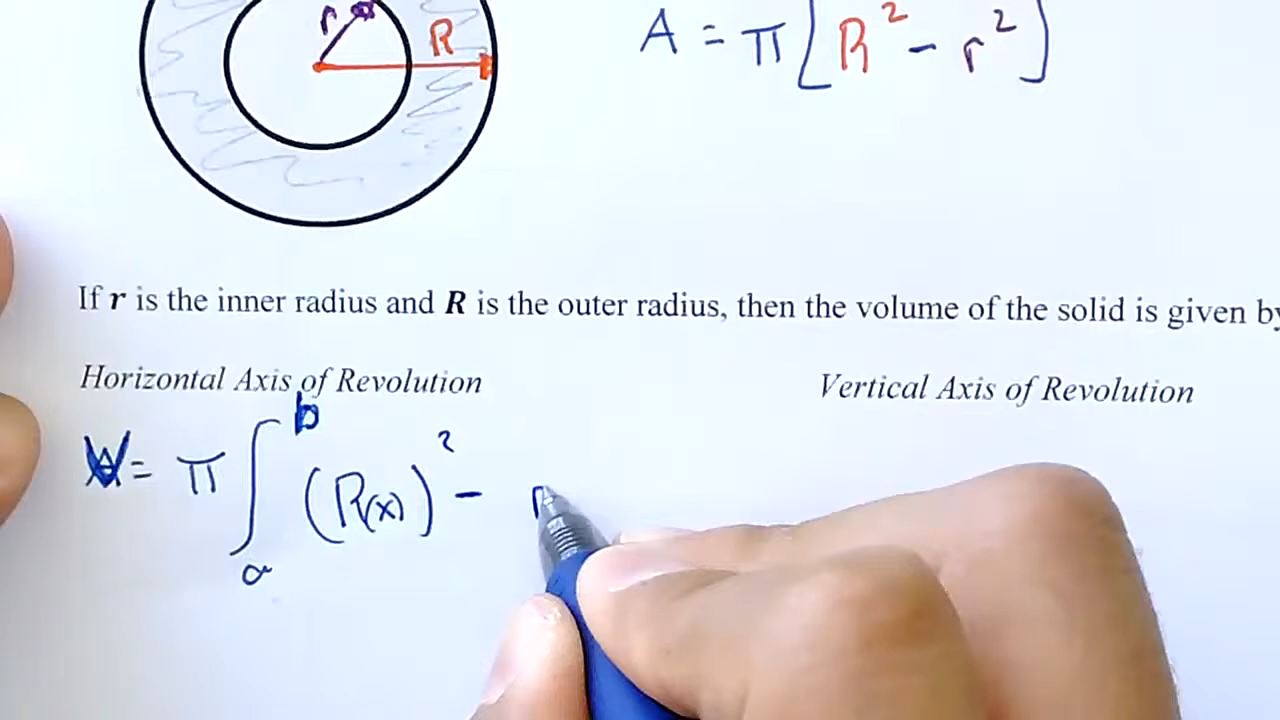 r
R
A = π[R² - r²]
If r is the inner radius and R is the outer radius, then the volume of the solid is given by
Horizontal Axis of Revolution
Vertical Axis of Revolution
V = π ∫ₐᵇ (R(x))² - r